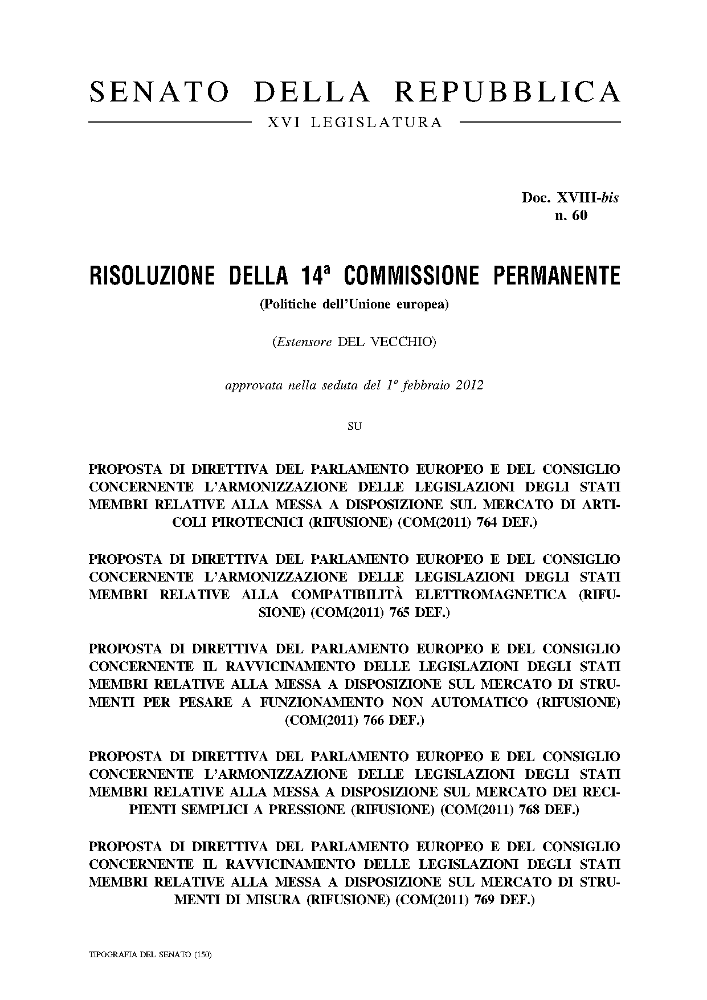 SENATO DELLA REPUBBLICA
XVI LEGISLATURA
Doc. XVIII-bis
n. 60
RISOLUZIONE DELLA 14ª COMMISSIONE PERMANENTE
(Politiche dell’Unione europea)
(Estensore DEL VECCHIO)
approvata nella seduta del 1º febbraio 2012
SU
PROPOSTA DI DIRETTIVA DEL PARLAMENTO EUROPEO E DEL CONSIGLIO
CONCERNENTE L’ARMONIZZAZIONE DELLE LEGISLAZIONI DEGLI STATI
MEMBRI RELATIVE ALLA MESSA A DISPOSIZIONE SUL MERCATO DI ARTI-
COLI PIROTECNICI (RIFUSIONE) (COM(2011) 764 DEF.)
PROPOSTA DI DIRETTIVA DEL PARLAMENTO EUROPEO E DEL CONSIGLIO
CONCERNENTE L’ARMONIZZAZIONE DELLE LEGISLAZIONI DEGLI STATI
MEMBRI RELATIVE ALLA COMPATIBILITÀ ELETTROMAGNETICA (RIFU-
SIONE) (COM(2011) 765 DEF.)
PROPOSTA DI DIRETTIVA DEL PARLAMENTO EUROPEO E DEL CONSIGLIO
CONCERNENTE IL RAVVICINAMENTO DELLE LEGISLAZIONI DEGLI STATI
MEMBRI RELATIVE ALLA MESSA A DISPOSIZIONE SUL MERCATO DI STRU-
MENTI PER PESARE A FUNZIONAMENTO NON AUTOMATICO (RIFUSIONE)
(COM(2011) 766 DEF.)
PROPOSTA DI DIRETTIVA DEL PARLAMENTO EUROPEO E DEL CONSIGLIO
CONCERNENTE L’ARMONIZZAZIONE DELLE LEGISLAZIONI DEGLI STATI
MEMBRI RELATIVE ALLA MESSA A DISPOSIZIONE SUL MERCATO DEI RECI-
PIENTI SEMPLICI A PRESSIONE (RIFUSIONE) (COM(2011) 768 DEF.)
PROPOSTA DI DIRETTIVA DEL PARLAMENTO EUROPEO E DEL CONSIGLIO
CONCERNENTE IL RAVVICINAMENTO DELLE LEGISLAZIONI DEGLI STATI
MEMBRI RELATIVE ALLA MESSA A DISPOSIZIONE SUL MERCATO DI STRU-
MENTI DI MISURA (RIFUSIONE) (COM(2011) 769 DEF.)
TIPOGRAFIA DEL SENATO (150)